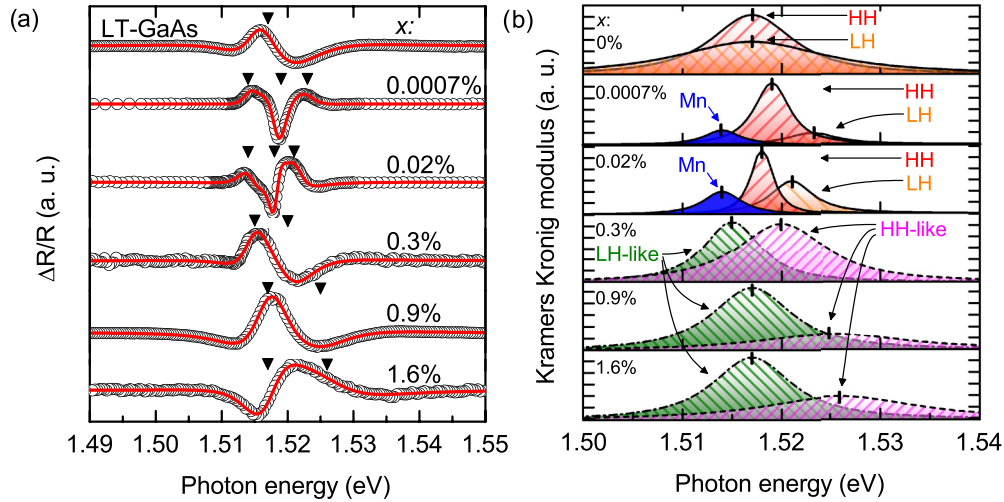 (a)
LT-GaAs
x:
0.0007%
0.02%
0.3%
0.9%
1.6%
ΔR/R (a. u.)
1.49 1.50 1.51 1.52 1.53 1.54 1.55
Photon energy (eV)
(b)
x:
0%
HH
LH
0.0007%
Mn
HH
LH
0.02%
Mn
HH
LH
0.3%
LH-like
HH-like
0.9%
1.6%
Kramers Kronig modulus (a. u.)
1.50 1.51 1.52 1.53 1.54
Photon energy (eV)